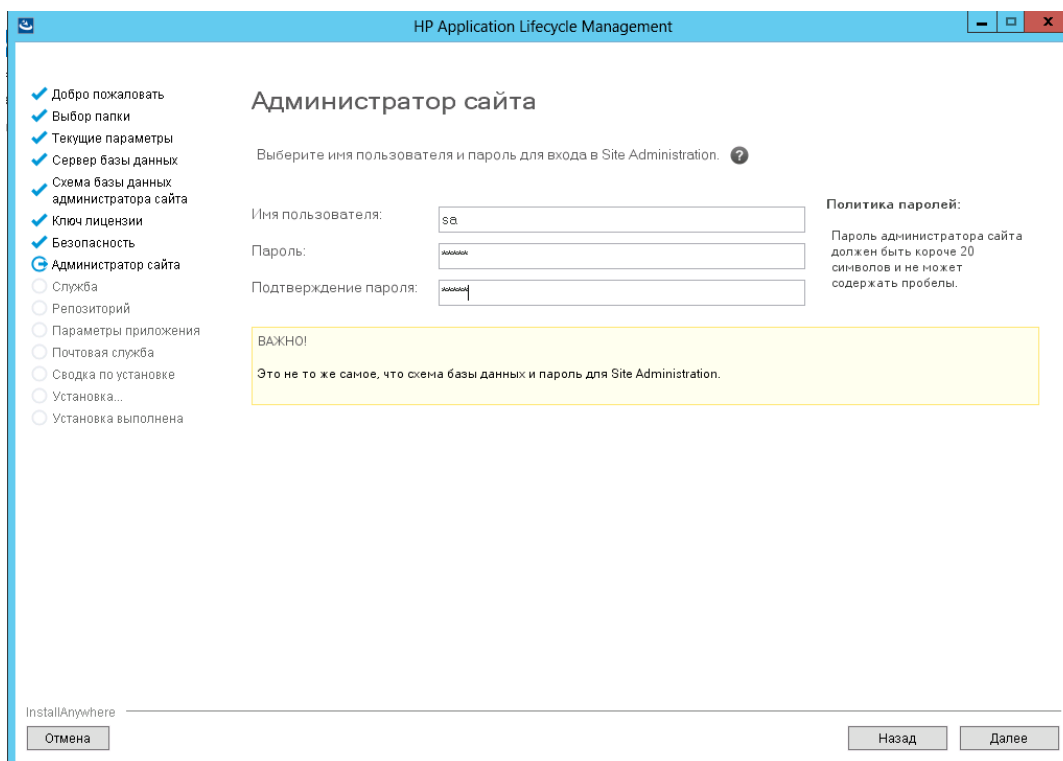 HP Application Lifecycle Management
Добро пожаловать
Выбор папки
Текущие параметры
Сервер базы данных
Схема базы данных
администратора сайта
Ключ лицензии
Безопасность
Администратор сайта
Служба
Репозиторий
Параметры приложения
Почтовая служба
Сводка по установке
Установка...
Установка выполнена
Администратор сайта
Выберите имя пользователя и пароль для входа в Site Administration. ?
Имя пользователя:
sa
Пароль:
*****
Подтверждение пароля:
*****
Политика паролей:
Пароль администратора сайта
должен быть короче 20
символов и не может
содержать пробелы.
ВАЖНО!
Это не то же самое, что схема базы данных и пароль для Site Administration.
InstallAnywhere
Отмена
Назад
Далее